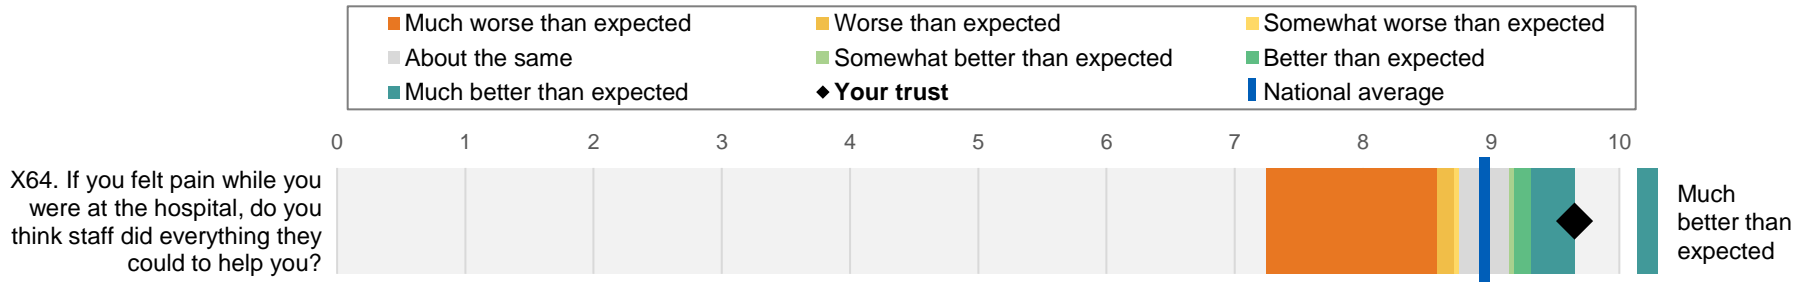 Much worse than expected
Worse than expected
Somewhat worse than expected
About the same
Somewhat better than expected
Better than expected
Much better than expected
Your trust
National average
0 1 2 3 4 5 6 7 8 9 10
X64. If you felt pain while you
were at the hospital, do you
think staff did everything they
could to help you?
Much
better than
expected